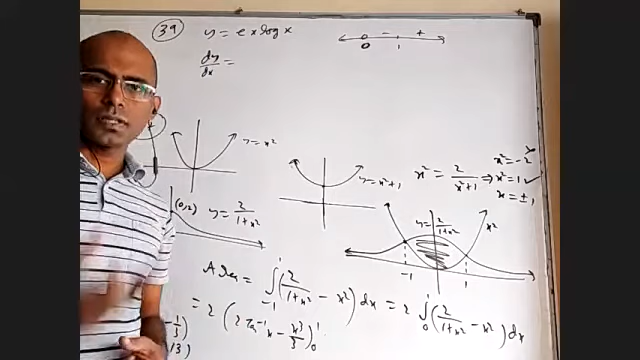 39 y = e x log x
- +
0 1
dy/dx =
y = x²
y = x²+1
x² = 2/(x²+1) ⇒ x² = 1 ✓
x² = -2
x = ±1
(0,2) y = 2/(1+x²)
y = 2/(1+x²) x²
-1 1
Area = ∫₋₁¹ (2/(1+x²) - x²) dx = 2 ∫₀¹ (2/(1+x²) - x²) dx
= 2 (2 Tan⁻¹x - x³/3)₀¹